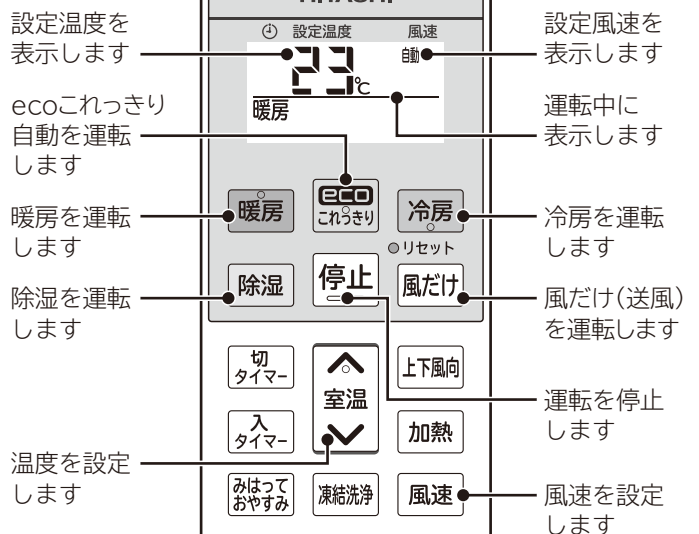 設定温度を
表示します
ecoこれっきり
自動を運転
します
暖房を運転
します
除湿を運転
します
温度を設定
します
設定温度
風速
23℃
自動
暖房
暖房
eco
これっきり
冷房
リセット
除湿
停止
風だけ
切
タイマー
室温
上下風向
入
タイマー
加熱
みはって
おやすみ
凍結洗浄
風速
設定風速を
表示します
運転中に
表示します
冷房を運転
します
風だけ(送風)
を運転します
運転を停止
します
風速を設定
します